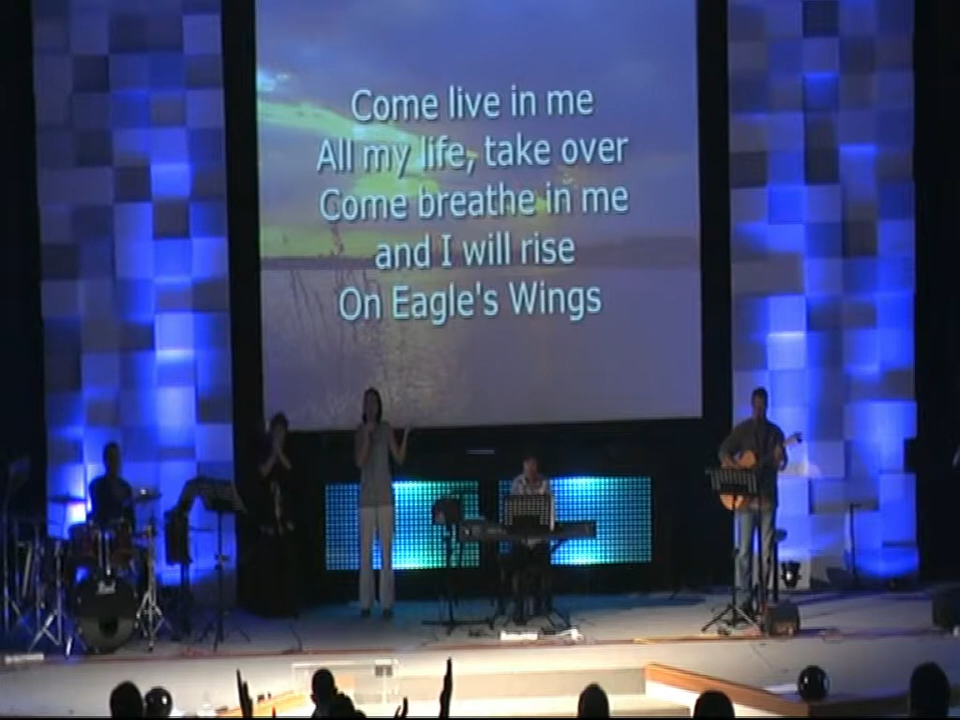 Come live in me
All my life, take over
Come breathe in me
and I will rise
On Eagle's Wings